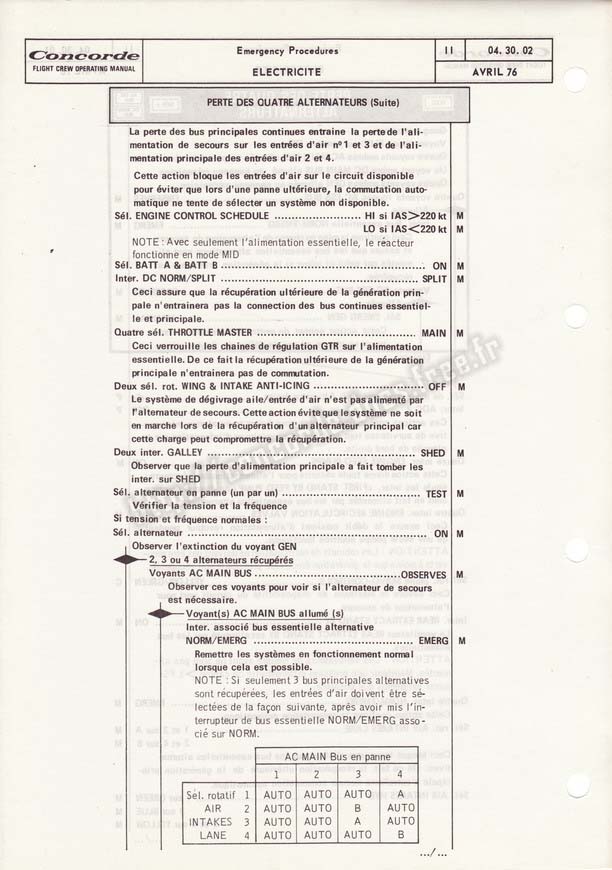 Concorde
FLIGHT CREW OPERATING MANUAL
Emergency Procedures
ELECTRICITE
11
04. 30. 02
AVRIL 76
PERTE DES QUATRE ALTERNATEURS (Suite)
La perte des bus principales continues entraine la perte de l'ali-
mentation de secours sur les entrées d'air n°1 et 3 et de l'ali-
mentation principale des entrées d'air 2 et 4.
Cette action bloque les entrées d'air sur le circuit disponible
pour éviter que lors d'une panne ultérieure, la commutation auto-
matique ne tente de sélecter un système non disponible.
Sél. ENGINE CONTROL SCHEDULE ........................ HI si IAS>220 kt M
LO si IAS<220 kt M
NOTE : Avec seulement l'alimentation essentielle, le réacteur
fonctionne en mode MID
Sél. BATT A & BATT B ........................................................ ON M
Inter. DC NORM/SPLIT ........................................................ SPLIT M
Ceci assure que la récupération ultérieure de la génération prin-
pale n'entrainera pas la connection des bus continues essentiel-
le et principale.
Quatre sél. THROTTLE MASTER ........................................ MAIN M
Ceci verrouille les chaines de régulation GTR sur l'alimentation
essentielle. De ce fait la récupération ultérieure de la génération
principale n'entrainera pas de commutation.
Deux sél. rot. WING & INTAKE ANTI-ICING ........................ OFF M
Le système de dégivrage aile/entrée d'air n'est pas alimenté par
l'alternateur de secours. Cette action évite que le système ne soit
en marche lors de la récupération d'un alternateur principal car
cette charge peut compromettre la récupération.
Deux inter. GALLEY ............................................................ SHED M
Observer que la perte d'alimentation principale a fait tomber les
inter. sur SHED
Sél. alternateur en panne (un par un) .................................... TEST M
Vérifier la tension et la fréquence
Si tension et fréquence normales :
Sél. alternateur .................................................................... ON M
Observer l'extinction du voyant GEN
2, 3 ou 4 alternateurs récupérés
Voyants AC MAIN BUS ........................................ OBSERVES M
Observer ces voyants pour voir si l'alternateur de secours
est nécessaire.
Voyant(s) AC MAIN BUS allumé (s)
Inter. associé bus essentielle alternative
NORM/EMERG ................................................ EMERG M
Remettre les systèmes en fonctionnement normal
lorsque cela est possible.
NOTE : Si seulement 3 bus principales alternatives
sont récupérées, les entrées d'air doivent être sé-
lectées de la façon suivante, après avoir mis l'in-
terrupteur de bus essentielle NORM/EMERG asso-
cié sur NORM.
AC MAIN Bus en panne
1 2 3 4
Sél. rotatif 1 AUTO AUTO AUTO A
AIR 2 AUTO AUTO B AUTO
INTAKES 3 AUTO AUTO A AUTO
LANE 4 AUTO AUTO AUTO B
.../...